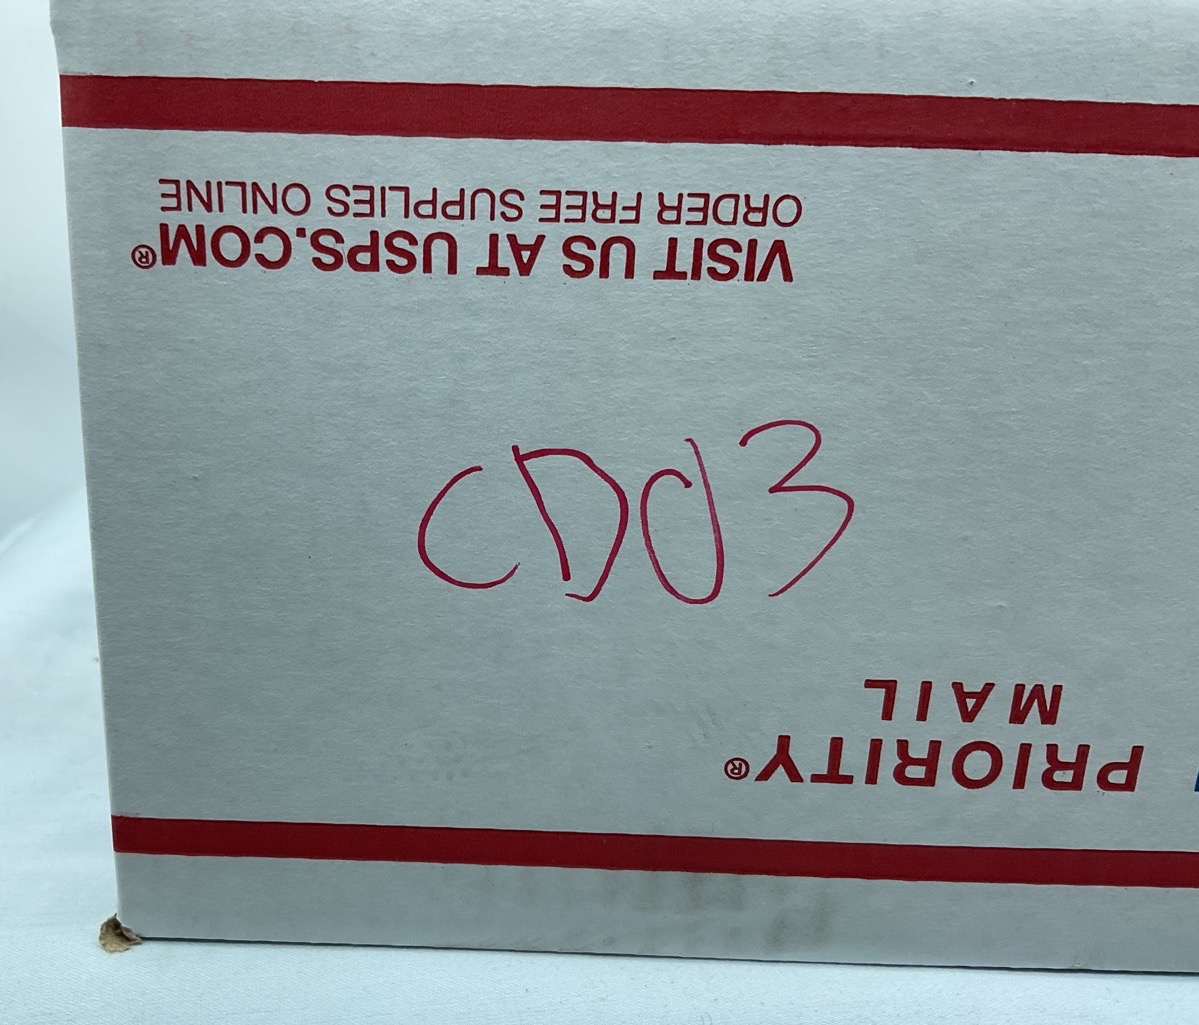 ORDER FREE SUPPLIES ONLINE
VISIT US AT USPS.COM®
CD03
MAIL
PRIORITY®